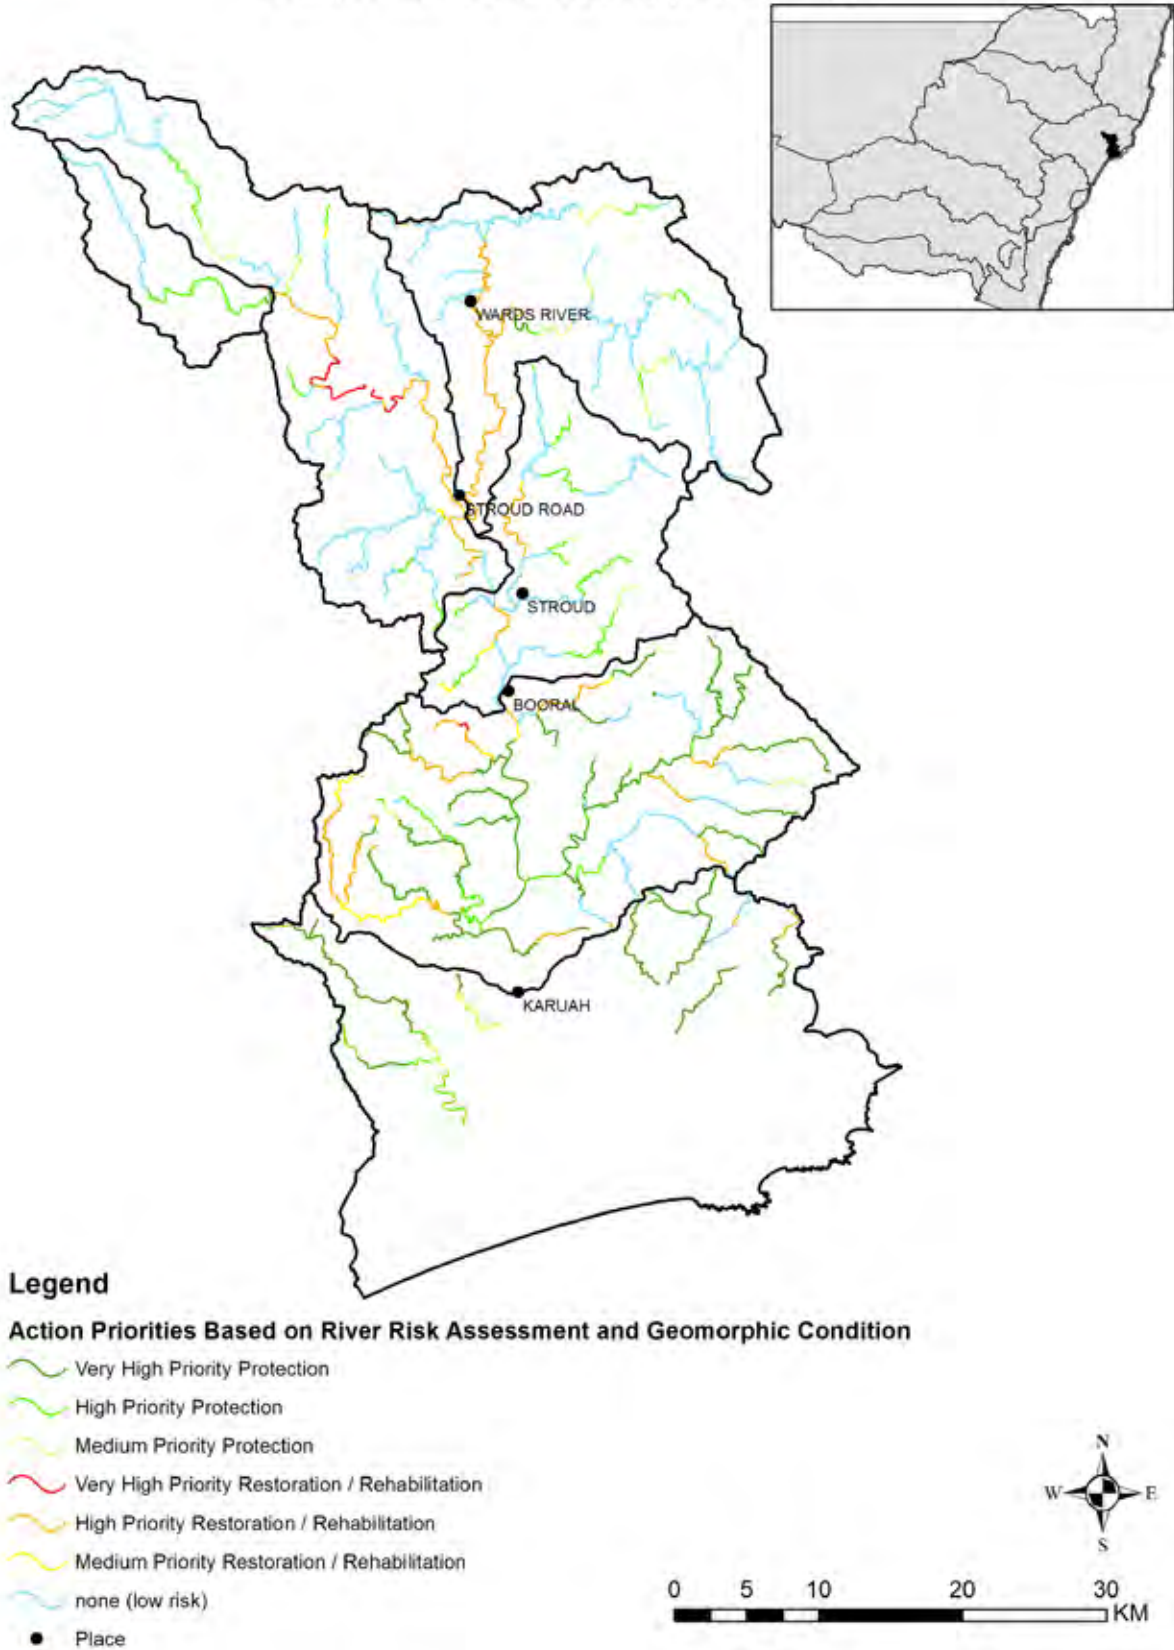 WARDS RIVER
STROUD ROAD
STROUD
BOORAL
KARUAH
Legend
Action Priorities Based on River Risk Assessment and Geomorphic Condition
Very High Priority Protection
High Priority Protection
Medium Priority Protection
Very High Priority Restoration / Rehabilitation
High Priority Restoration / Rehabilitation
Medium Priority Restoration / Rehabilitation
none (low risk)
Place
N
W E
S
0 5 10 20 30
KM